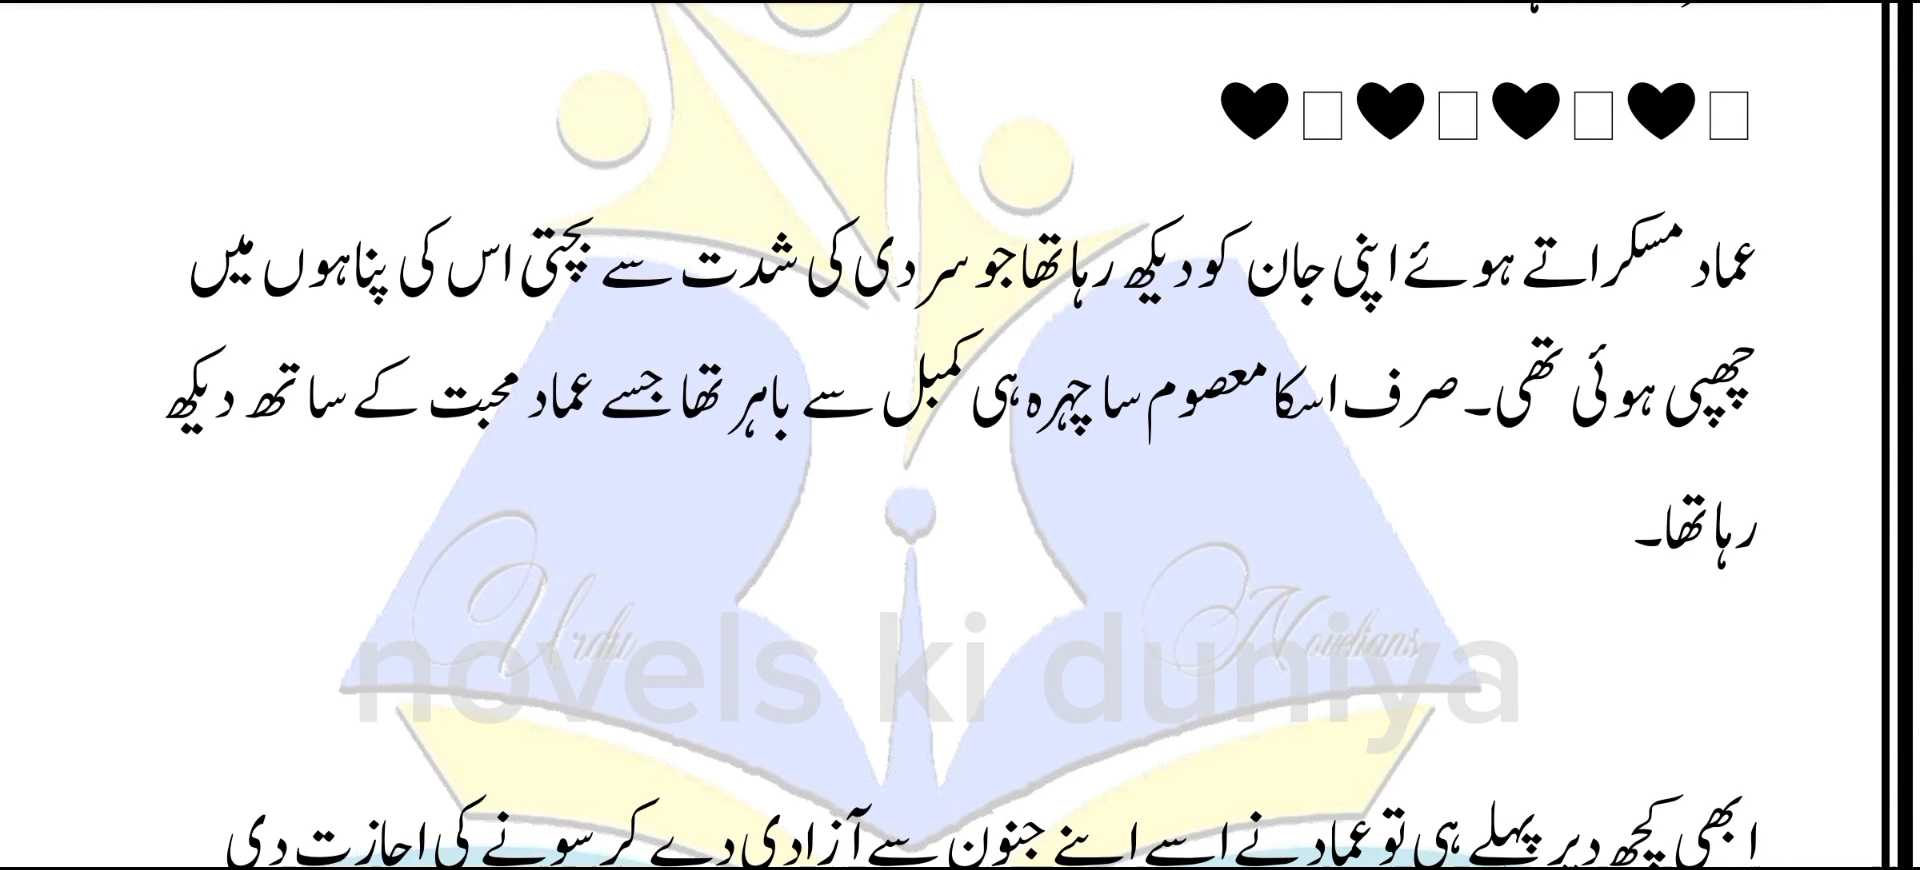 ♥□♥□♥□♥□
عماد مسکراتے ہوئے اپنی جان کو دیکھ رہا تھا جو سردی کی شدت سے بچتی اس کی پناہوں میں
چھپی ہوئی تھی۔ صرف اسکا معصوم سا چہرہ ہی کمبل سے باہر تھا جسے عماد محبت کے ساتھ دیکھ
رہا تھا۔
Urdu Novelians
novels ki duniya
ابھی کچھ دیر پہلے ہی تو عماد نے اسے اپنے جنون سے آزادی دے کر سونے کی اجازت دی